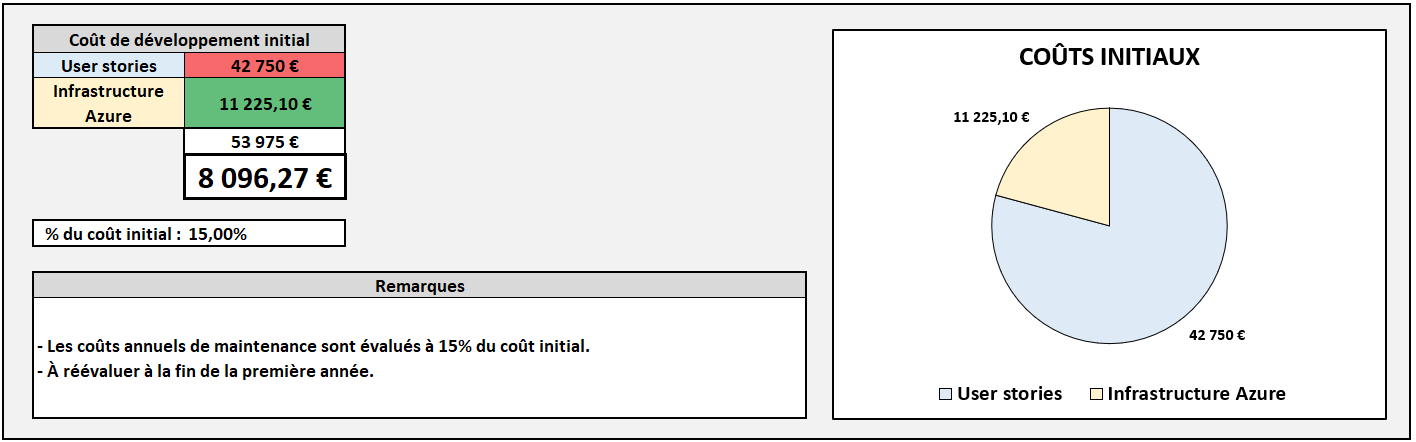 Coût de développement initial
User stories 42 750 €
Infrastructure
Azure 11 225,10 €
53 975 €
8 096,27 €
% du coût initial : 15,00%
Remarques
- Les coûts annuels de maintenance sont évalués à 15% du coût initial.
- À réévaluer à la fin de la première année.
COÛTS INITIAUX
11 225,10 €
42 750 €
User stories Infrastructure Azure